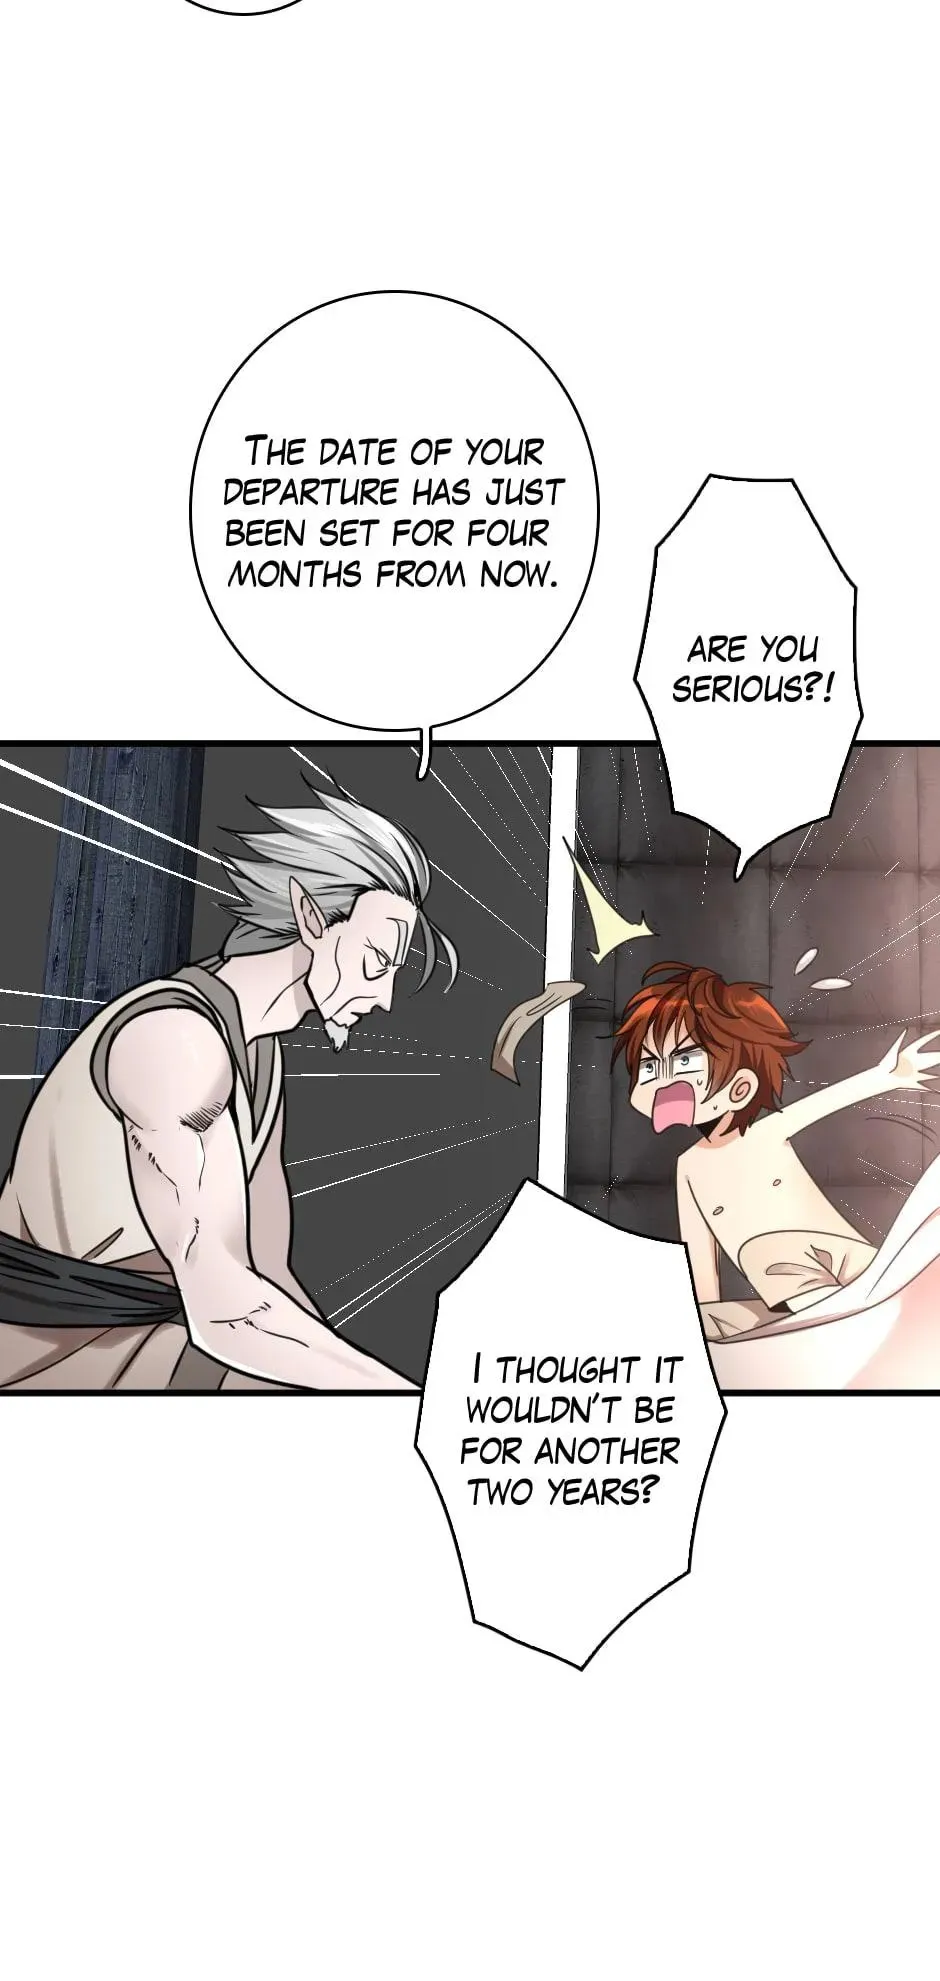 THE DATE OF YOUR
DEPARTURE HAS JUST
BEEN SET FOR FOUR
MONTHS FROM NOW.
ARE YOU
SERIOUS?!
I THOUGHT IT
WOULDN'T BE
FOR ANOTHER
TWO YEARS?